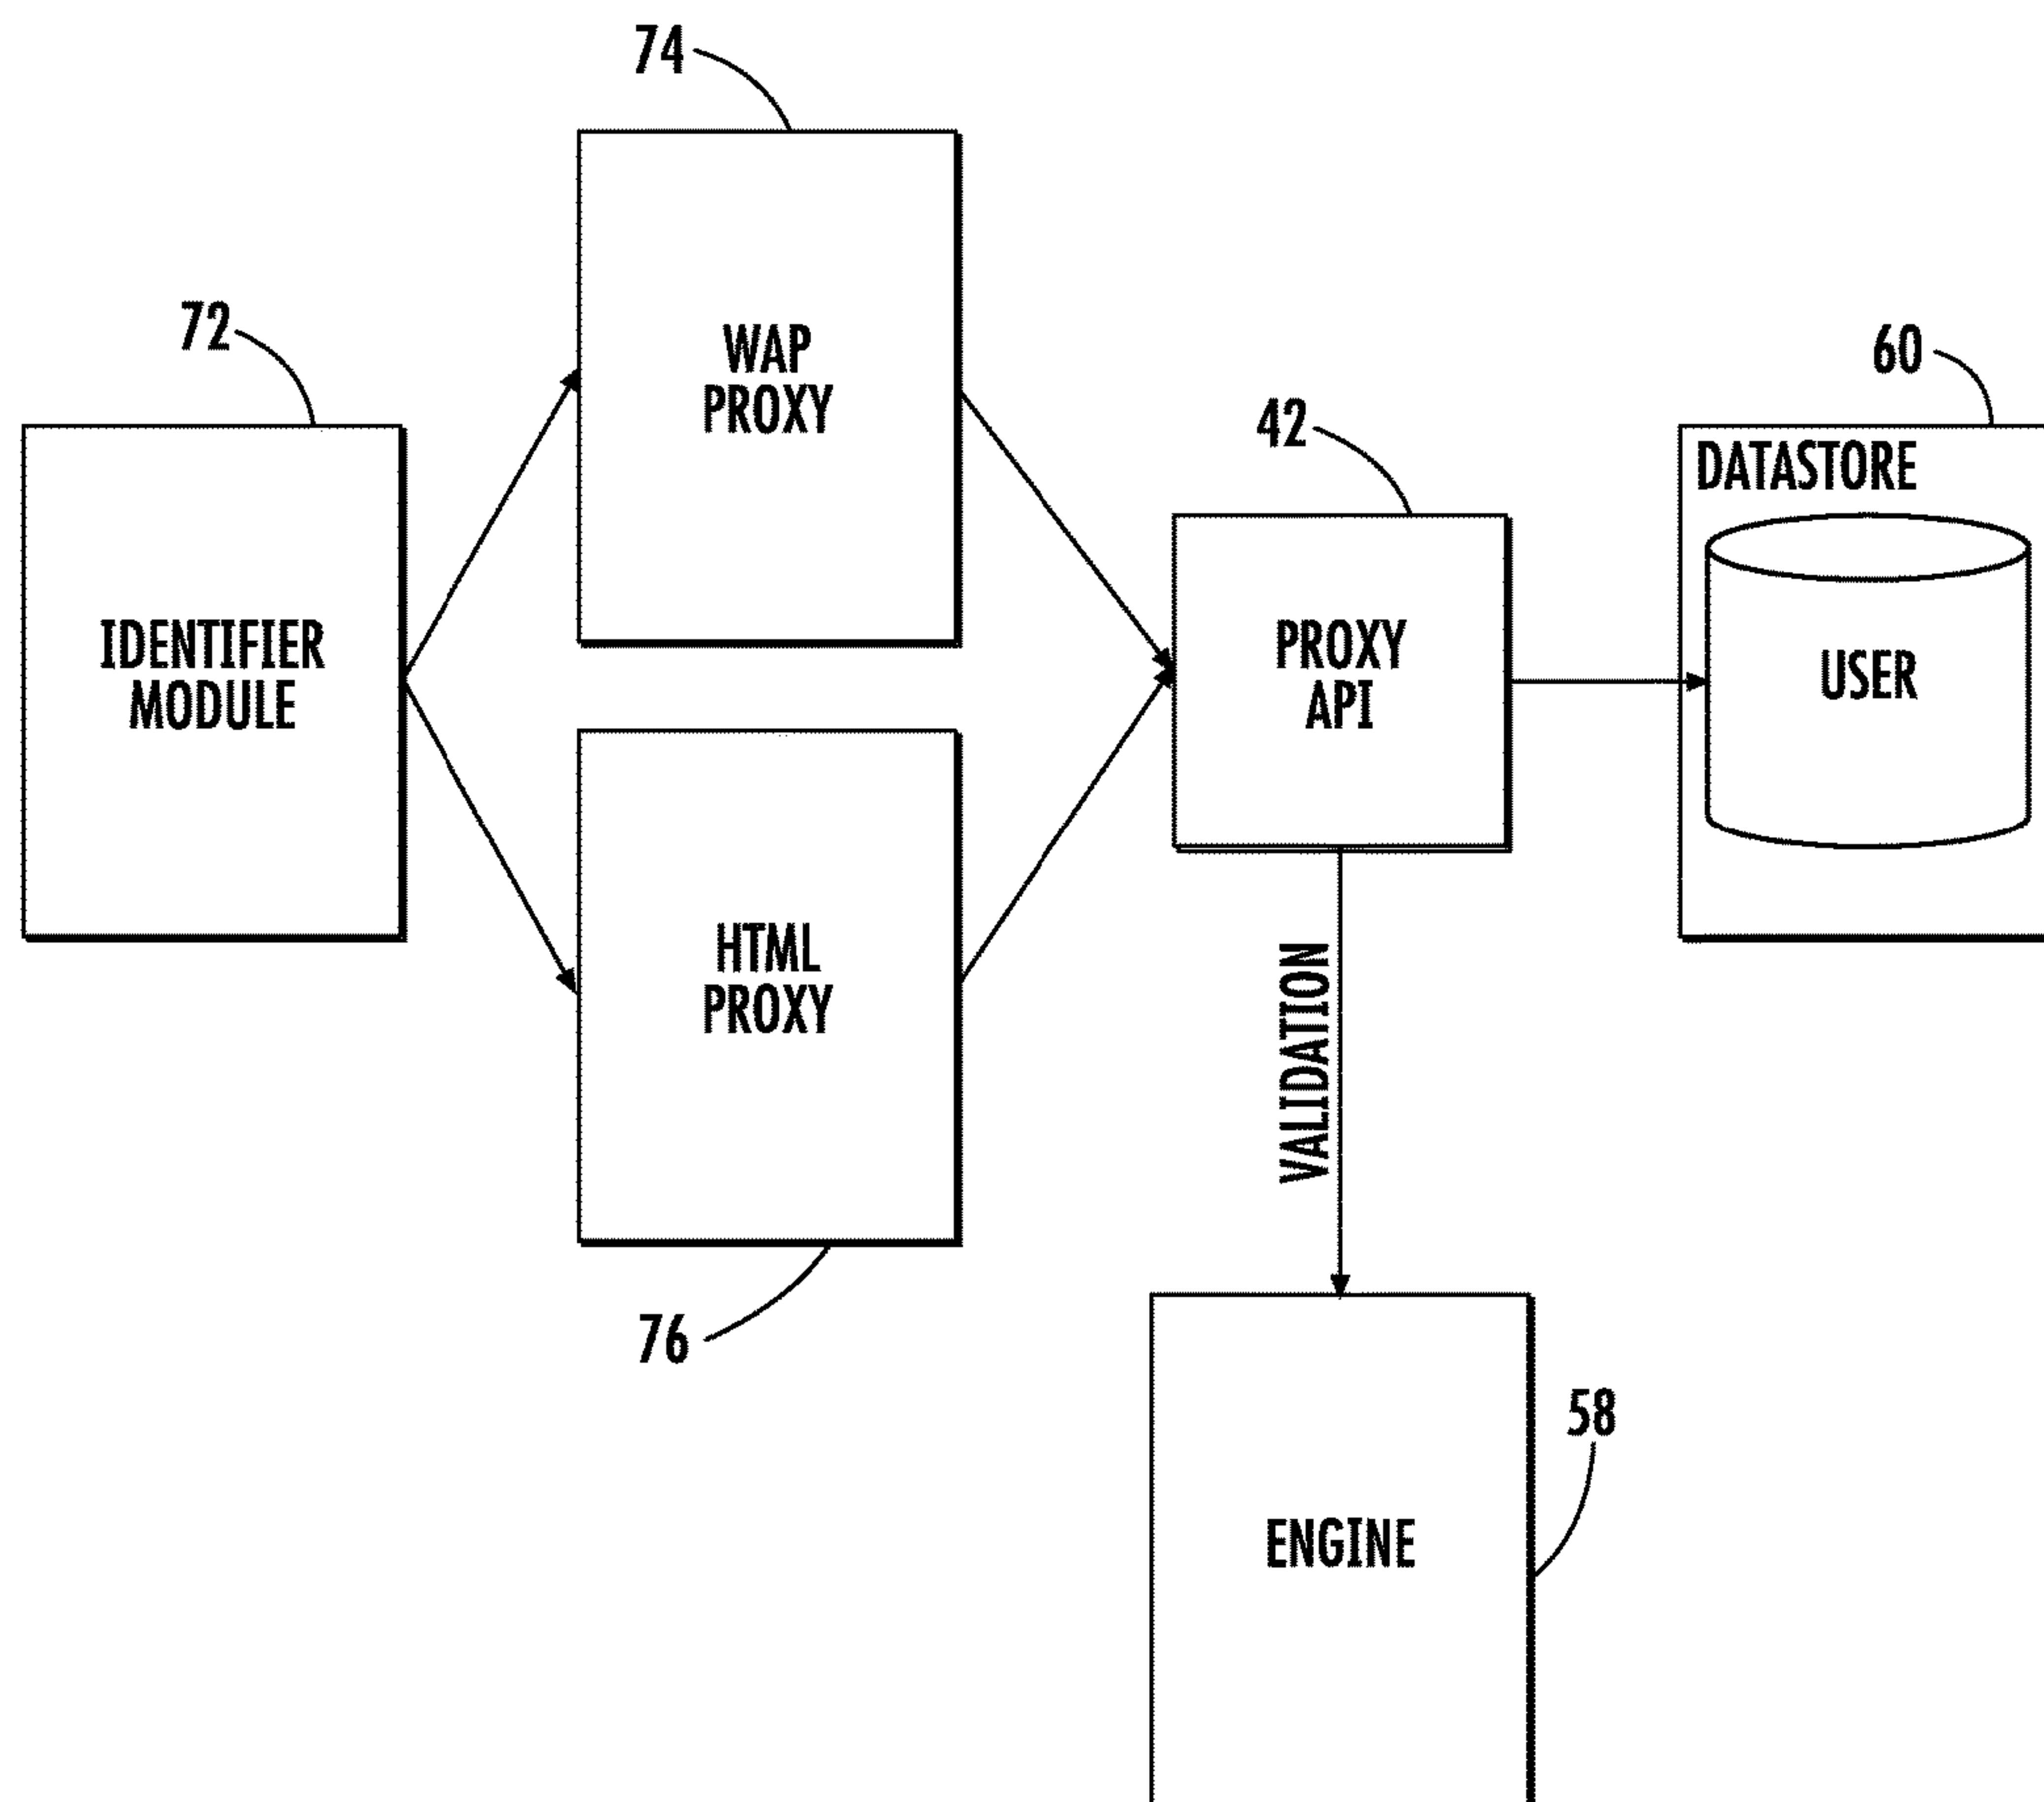 74
72
WAP
PROXY
60
42
DATASTORE
IDENTIFIER
MODULE
PROXY
API
USER
HTML
PROXY
VALIDATION
76
58
ENGINE